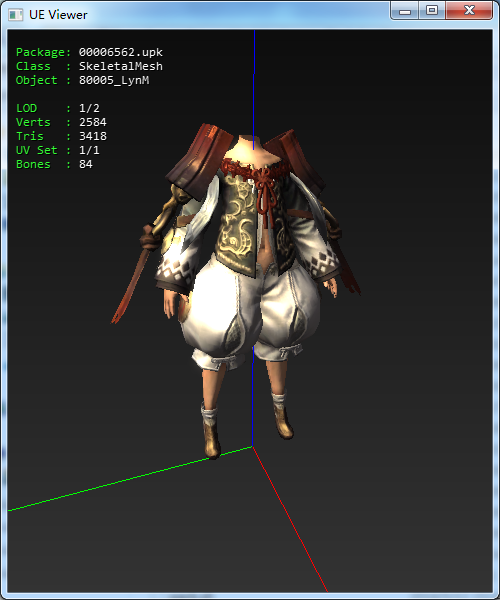 UE Viewer
Package: 00006562.upk
Class : SkeletalMesh
Object : 80005_LynM
LOD : 1/2
Verts : 2584
Tris : 3418
UV Set : 1/1
Bones : 84